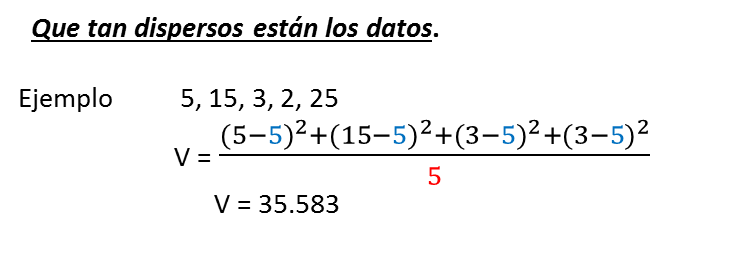 Que tan dispersos están los datos.
Ejemplo 5, 15, 3, 2, 25
V = (5−5)²+(15−5)²+(3−5)²+(3−5)²
5
V = 35.583